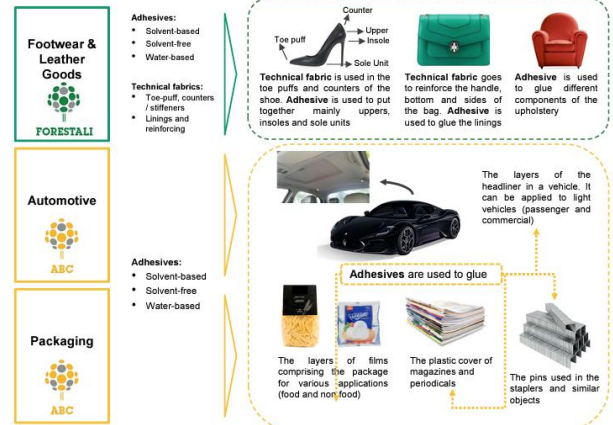 Footwear &
Leather
Goods
FORESTALI
Adhesives:
• Solvent-based
• Solvent-free
• Water-based
Technical fabrics:
• Toe-puff, counters
/ stiffeners
• Linings and
reinforcing
Counter
Upper
Insole
Toe puff
Sole Unit
Technical fabric is used in the
toe puffs and counters of the
shoe. Adhesive is used to put
together mainly uppers,
insoles and sole units
Technical fabric goes
to reinforce the handle,
bottom and sides of
the bag. Adhesive is
used to glue the linings
Adhesive is used
to glue different
components of the
upholstery
Automotive
ABC
Packaging
ABC
Adhesives:
• Solvent-based
• Solvent-free
• Water-based
The layers of the
headliner in a vehicle. It
can be applied to light
vehicles (passenger and
commercial)
Adhesives are used to glue
The layers of films
comprising the package
for various applications
(food and non food)
The plastic cover of
magazines and
periodicals
The pins used in the
staplers and similar
objects